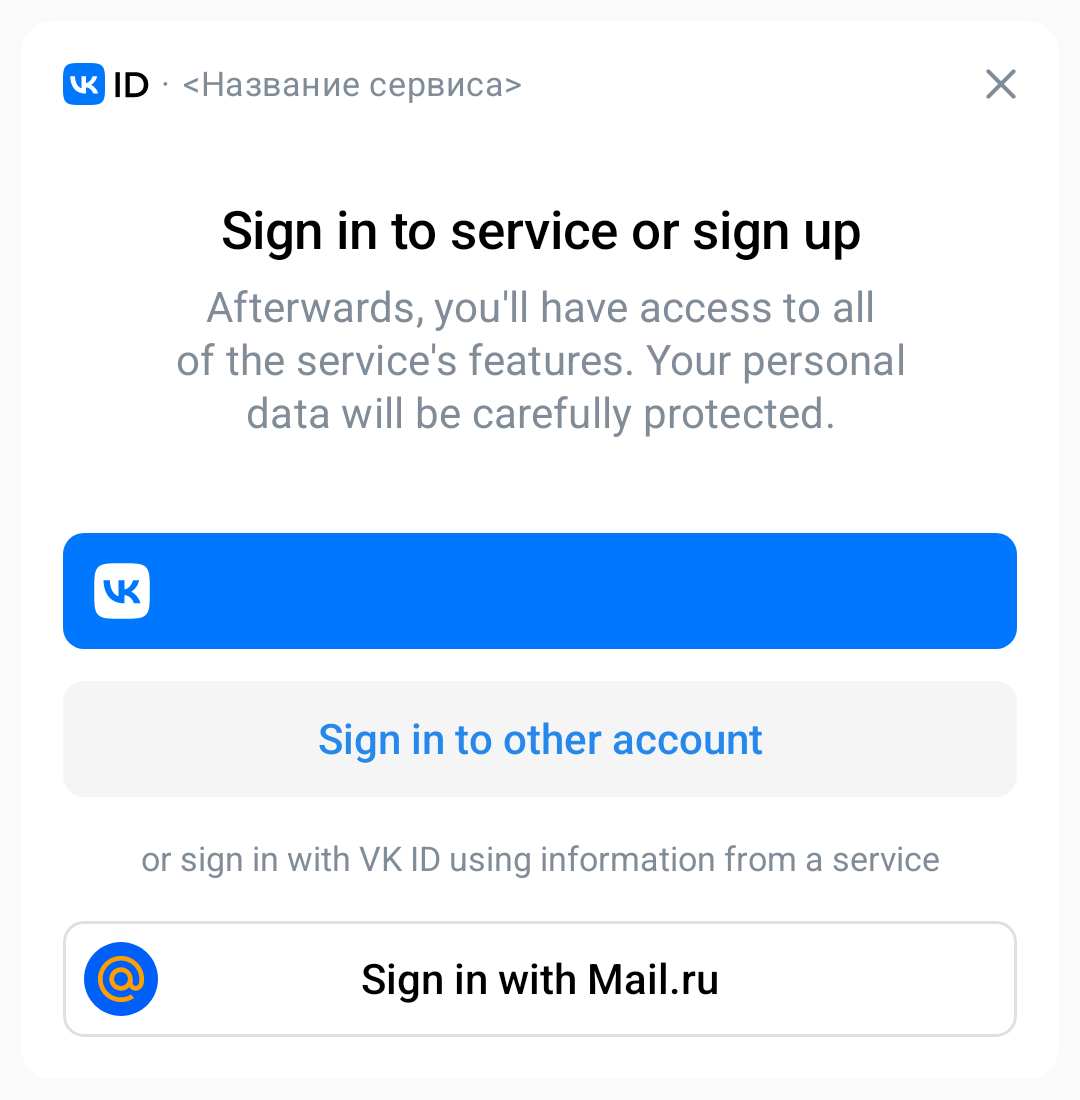 VK ID · <Название сервиса>
Sign in to service or sign up
Afterwards, you'll have access to all
of the service's features. Your personal
data will be carefully protected.
VK
Sign in to other account
or sign in with VK ID using information from a service
@ Sign in with Mail.ru